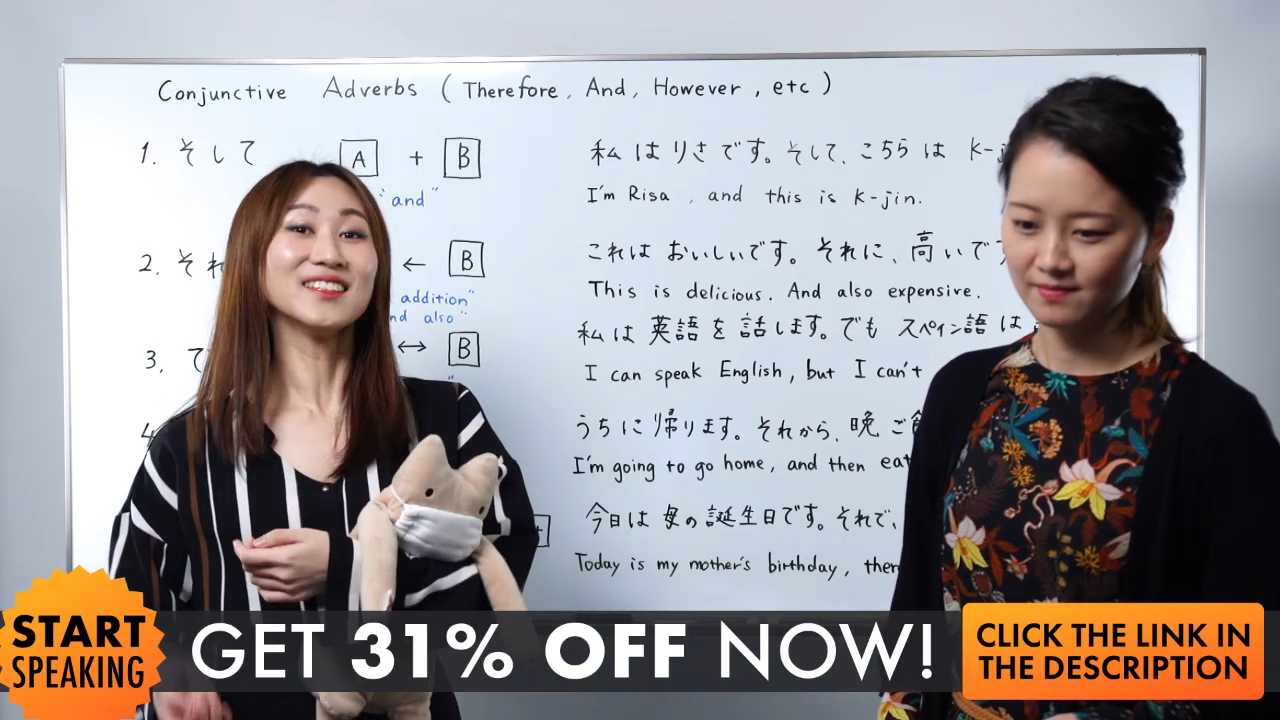 Conjunctive Adverbs (Therefore, And, However, etc)
1. そして A + B
"and"
私はりさです。そして、こちらは K-
I'm Risa, and this is K-jin.
2. それ ← B
addition"
also"
これはおいしいです。それに、高いで
This is delicious. And also expensive.
3. で ↔ B
"
私は英語を話します。でもスペイン語は
I can speak English, but I can't
4
うちに帰ります。それから、晩ご
I'm going to go home, and then eat
今日は母の誕生日です。それで、
Today is my mother's birthday, then
START
SPEAKING
GET 31% OFF NOW!
CLICK THE LINK IN
THE DESCRIPTION